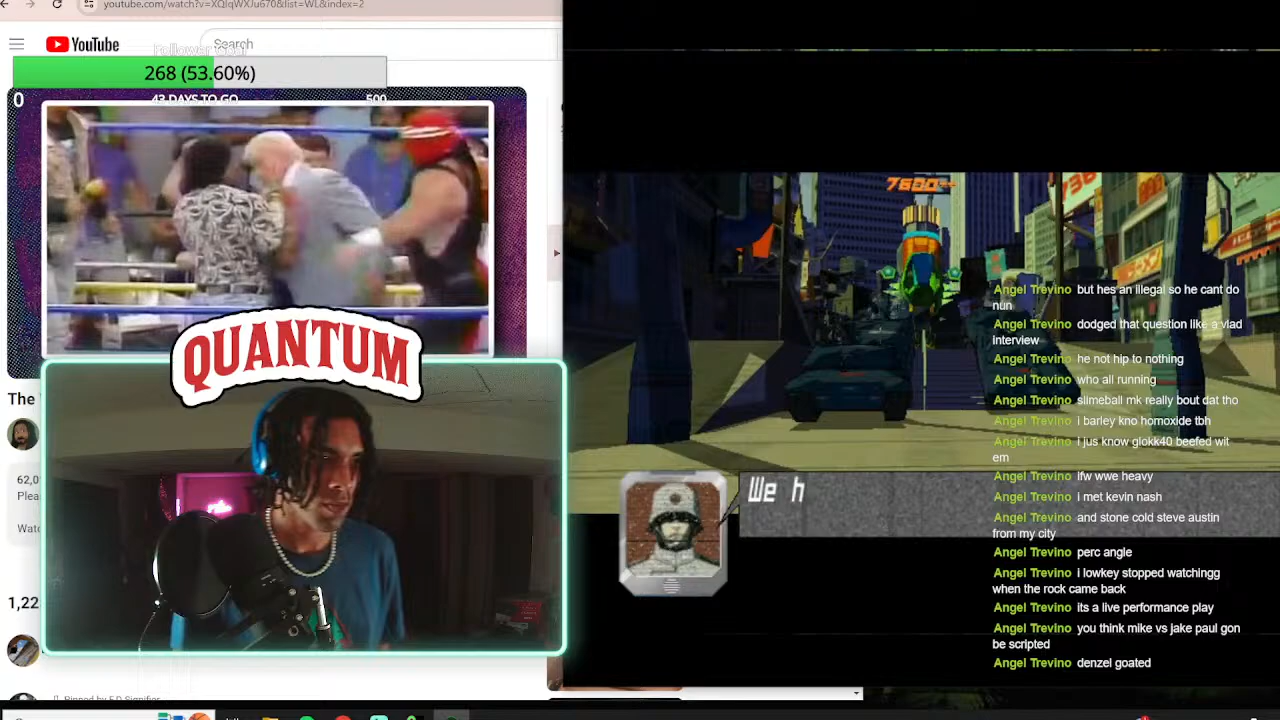 youtube.com/watch?v=XQlqWXJu670&list=WL&index=2
YouTube
Search
268 (53.60%)
0
43 DAYS TO GO
500
QUANTUM
The
62,0
Plea
Watc
1,22
Pinned by F.D Signifier
7600
We h
Angel Trevino but hes an illegal so he cant do
nun
Angel Trevino dodged that question like a vlad
interview
Angel Trevino he not hip to nothing
Angel Trevino who all running
Angel Trevino slimeball mk really bout dat tho
Angel Trevino i barley kno homoxide tbh
Angel Trevino i jus know glokk40 beefed wit
em
Angel Trevino lfw wwe heavy
Angel Trevino i met kevin nash
Angel Trevino and stone cold steve austin
from my city
Angel Trevino perc angle
Angel Trevino i lowkey stopped watchingg
when the rock came back
Angel Trevino its a live performance play
Angel Trevino you think mike vs jake paul gon
be scripted
Angel Trevino denzel goated